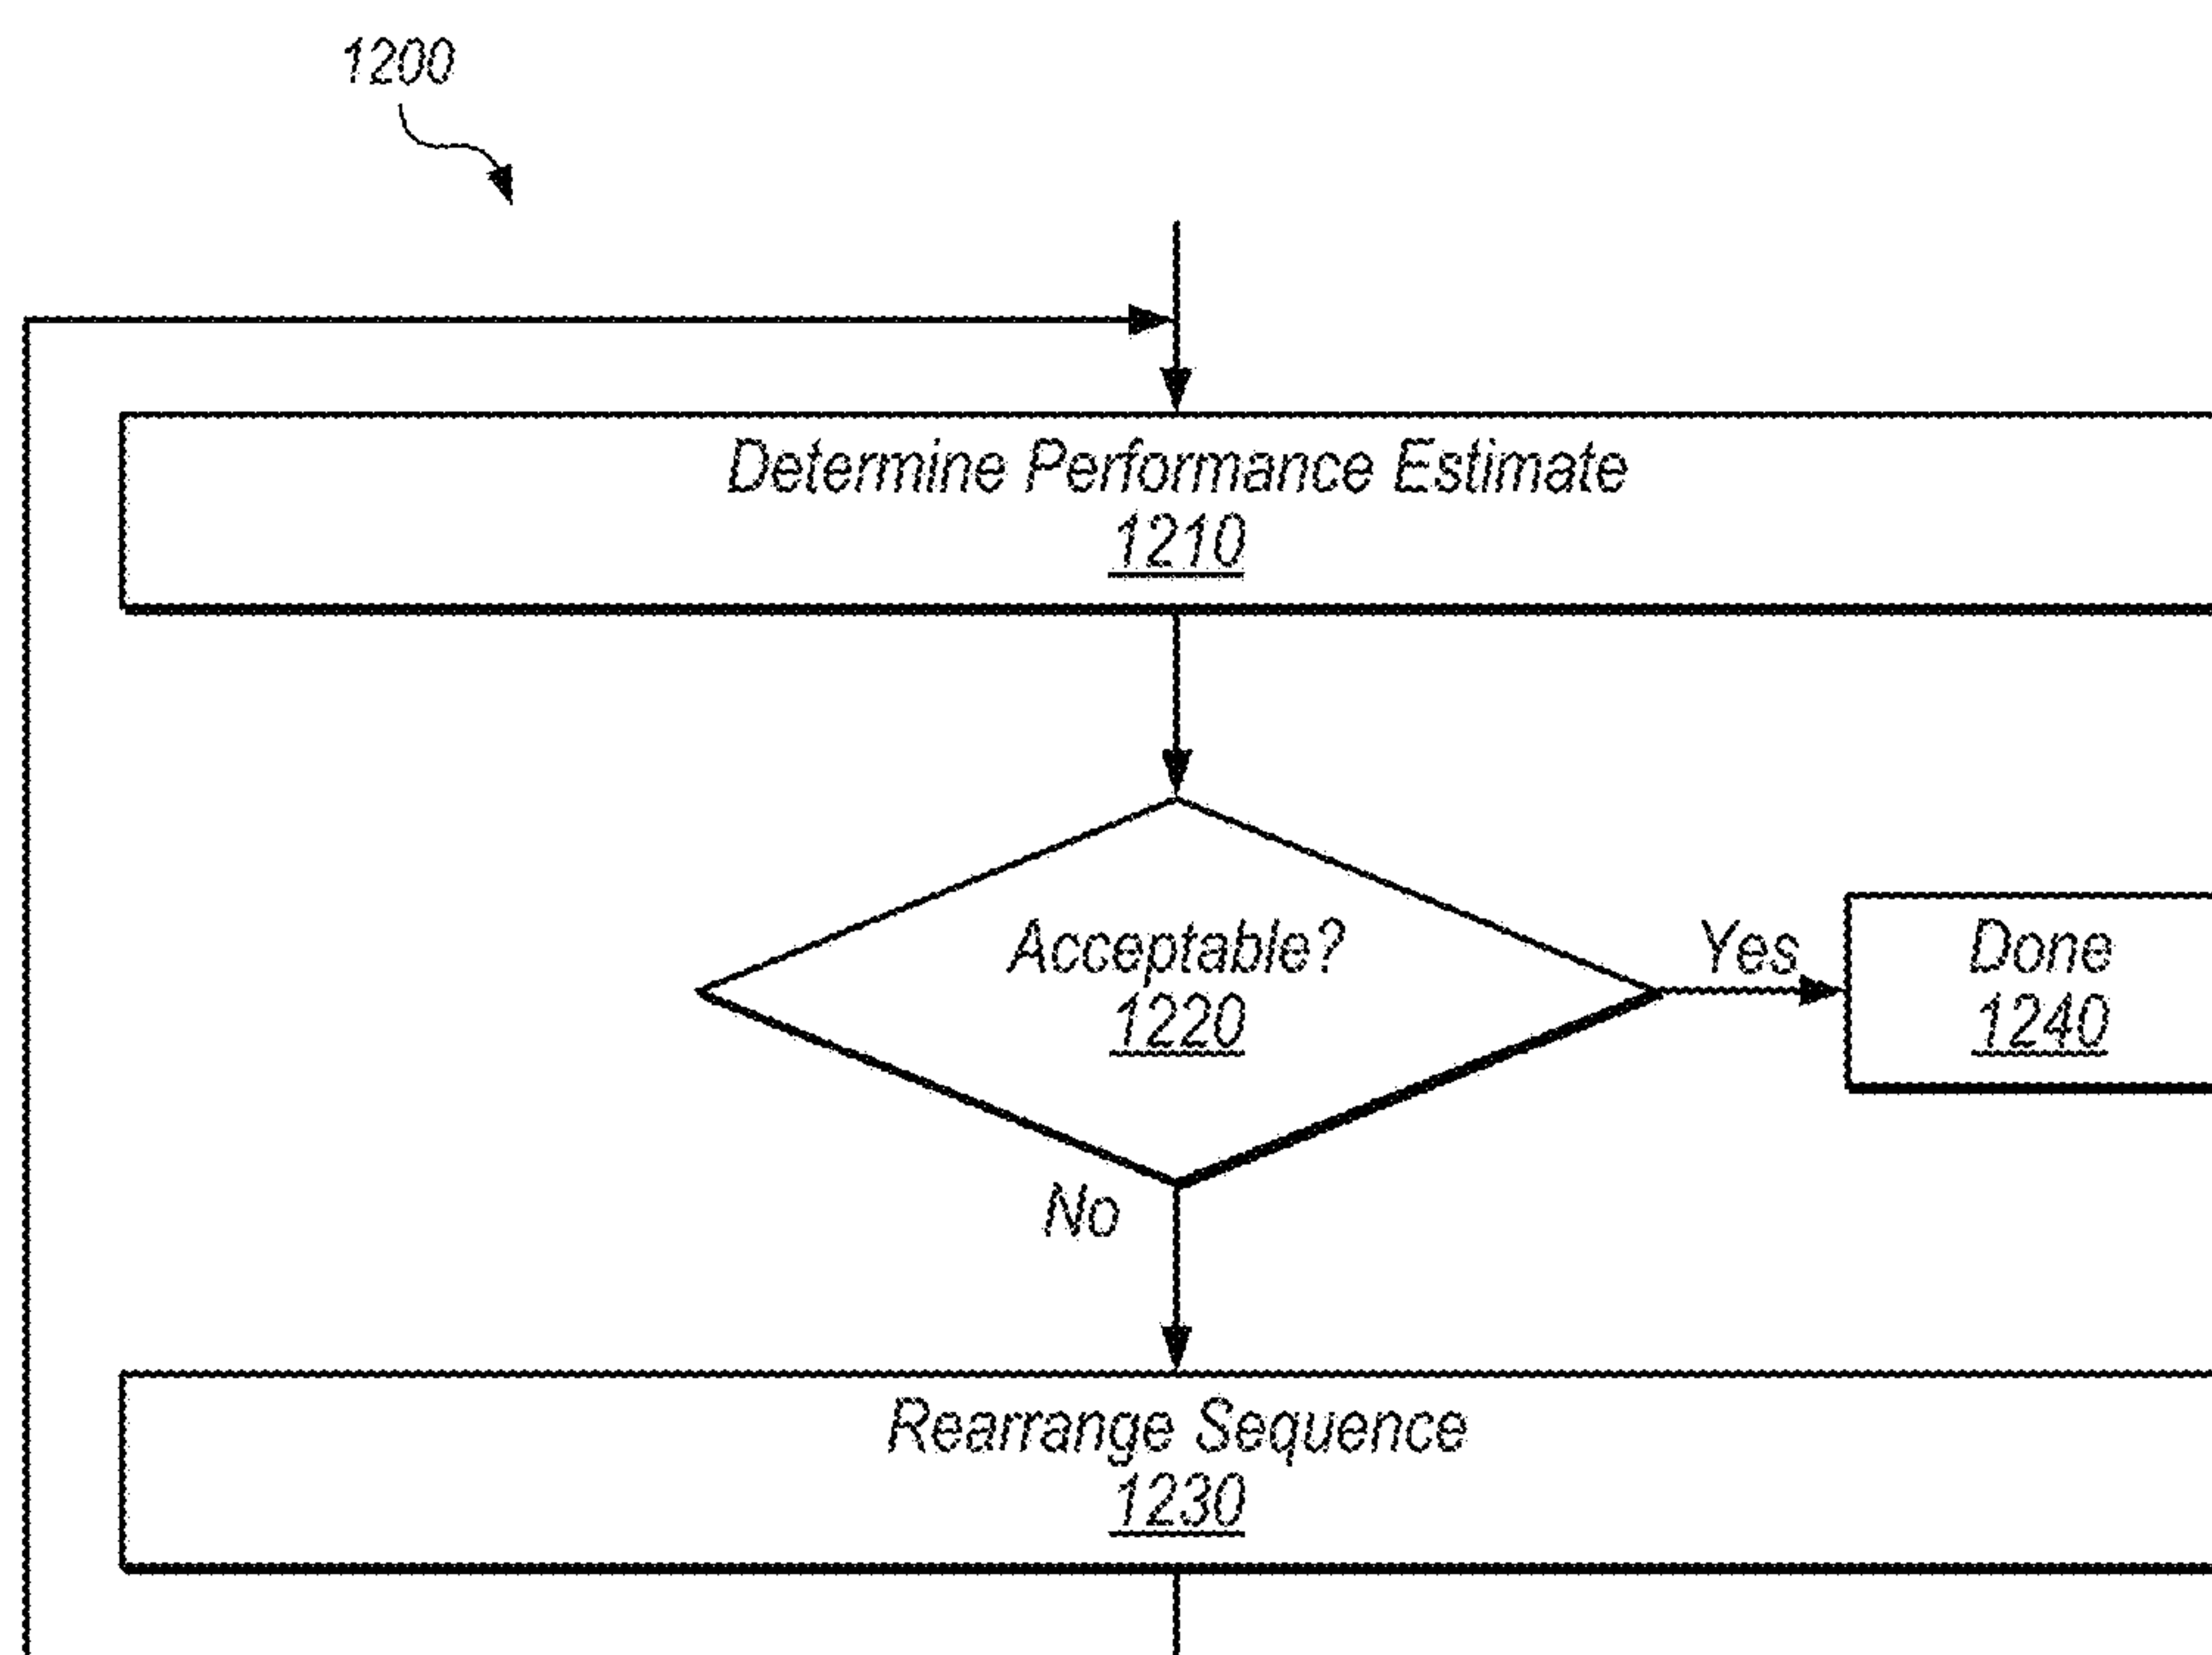 1200
Determine Performance Estimate
1210
Acceptable?
1220
Yes
Done
1240
No
Rearrange Sequence
1230